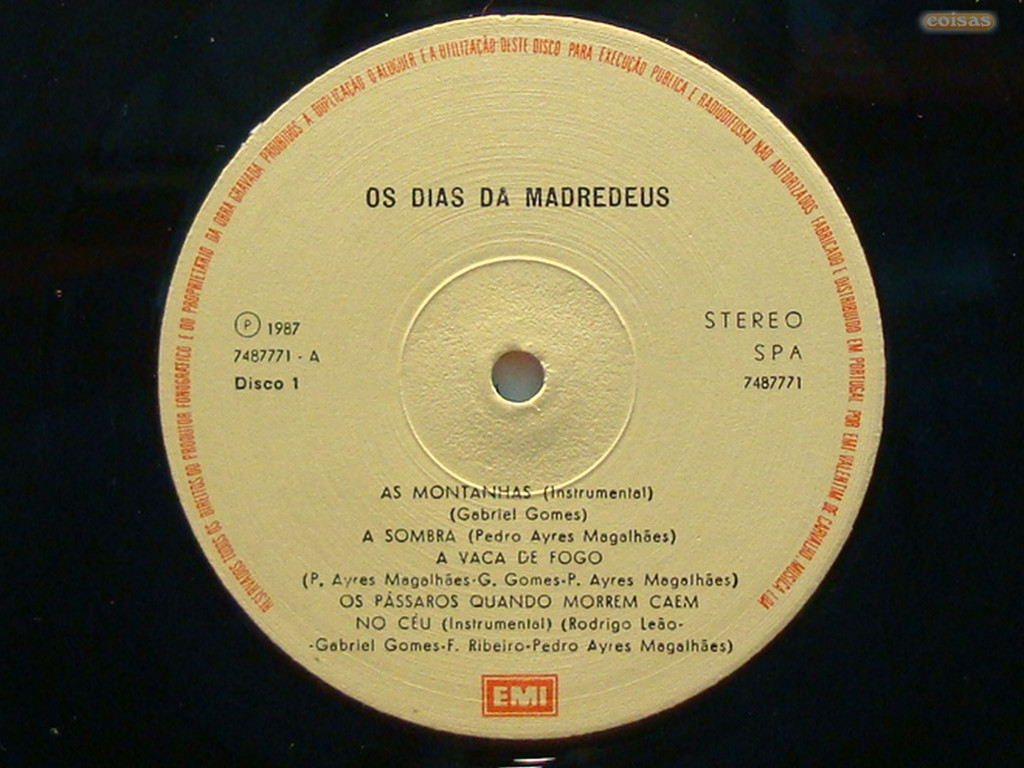 coisas
RESERVADOS TODOS OS DIREITOS DO PRODUTOR FONOGRÁFICO E DO PROPRIETÁRIO DA OBRA GRAVADA PROIBIDOS A DUPLICAÇÃO O ALUGUER E A UTILIZAÇÃO DESTE DISCO PARA EXECUÇÃO PUBLICA E RADIODIFUSÃO NÃO AUTORIZADOS FABRICADO E DISTRIBUIDO EM PORTUGAL POR EMI VALENTIM DE CARVALHO, MUSICA LDA
OS DIAS DA MADREDEUS
Ⓟ 1987
7487771 - A
Disco 1
STEREO
SPA
7487771
AS MONTANHAS (Instrumental)
(Gabriel Gomes)
A SOMBRA (Pedro Ayres Magalhães)
A VACA DE FOGO
(P. Ayres Magalhães-G. Gomes-P. Ayres Magalhães)
OS PÁSSAROS QUANDO MORREM CAEM
NO CÉU (Instrumental) (Rodrigo Leão-
-Gabriel Gomes-F. Ribeiro-Pedro Ayres Magalhães)
EMI